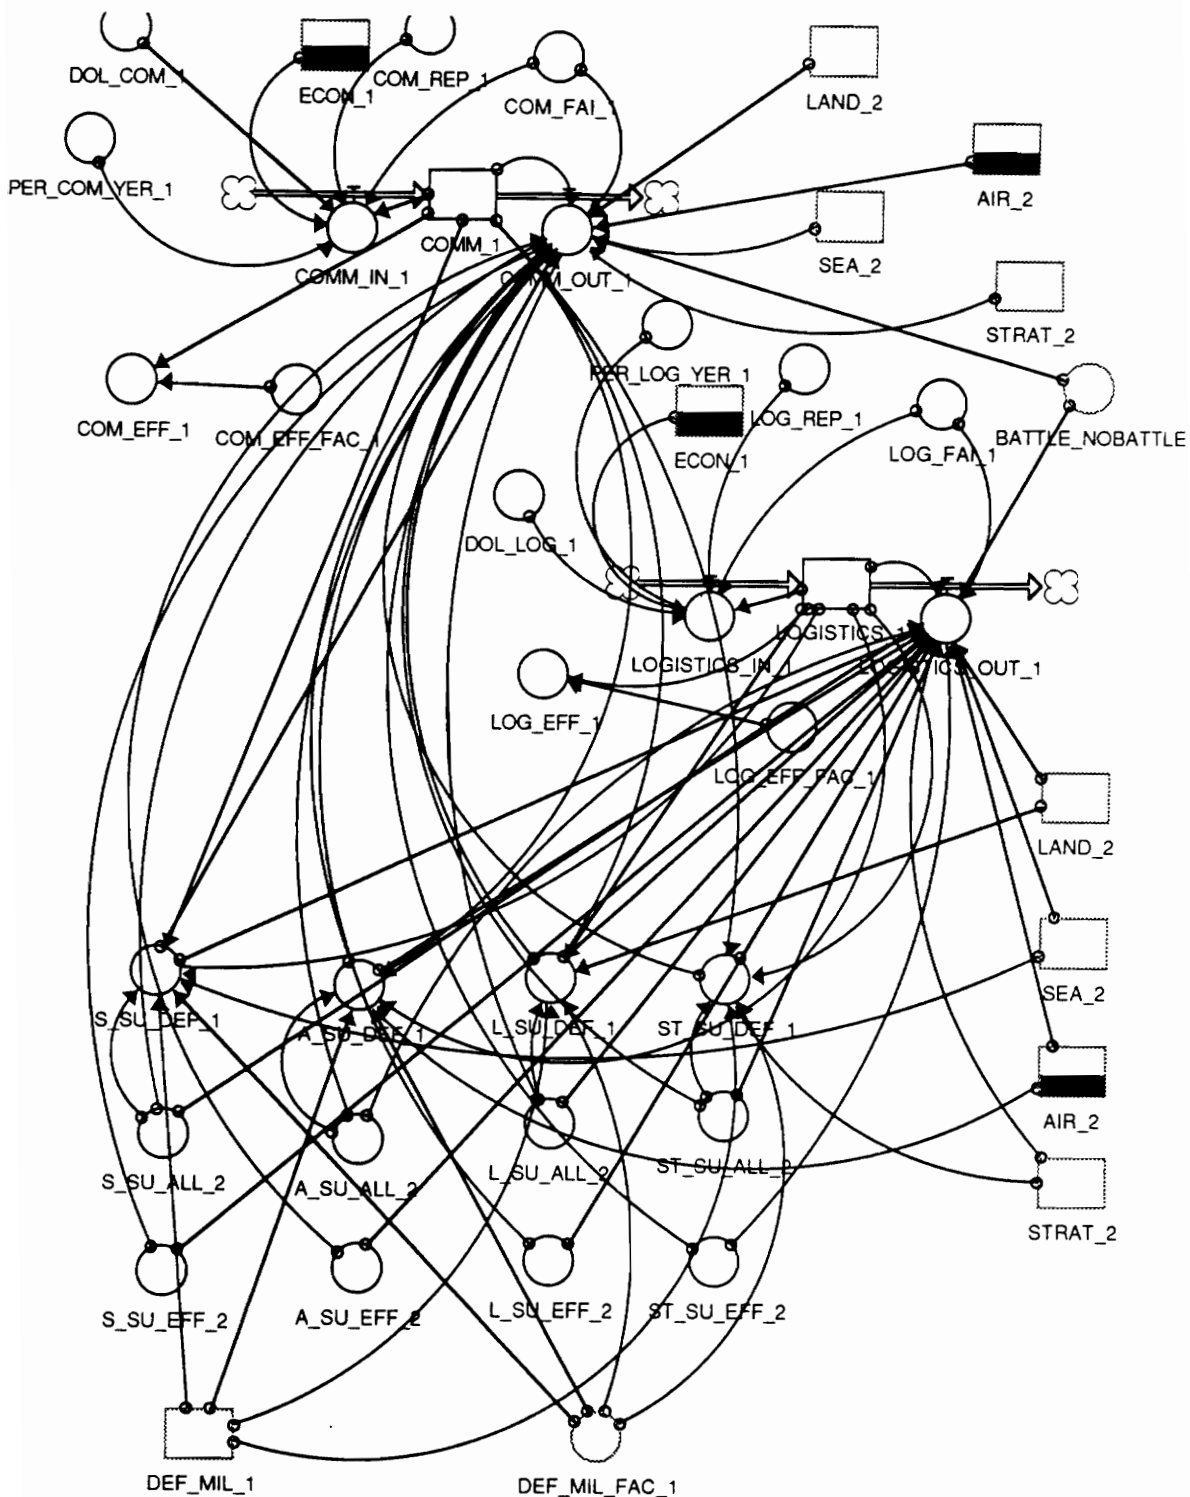 DOL_COM_1
ECON_1
COM_REP_1
COM_FAI_1
LAND_2
PER_COM_YER_1
AIR_2
COMM_1
SEA_2
COMM_IN_1
COMM_OUT_1
STRAT_2
PER_LOG_YER_1
COM_EFF_1
COM_EFF_FAC_1
LOG_REP_1
BATTLE_NOBATTLE
ECON_1
LOG_FAI_1
DOL_LOG_1
LOGISTICS_1
LOGISTICS_IN_1
LOGISTICS_OUT_1
LOG_EFF_1
LOG_EFF_FAC_1
LAND_2
SEA_2
S_SU_DEF_1
A_SU_DEF_1
L_SU_DEF_1
ST_SU_DEF_1
AIR_2
S_SU_ALL_2
A_SU_ALL_2
L_SU_ALL_2
ST_SU_ALL_2
STRAT_2
S_SU_EFF_2
A_SU_EFF_2
L_SU_EFF_2
ST_SU_EFF_2
DEF_MIL_1
DEF_MIL_FAC_1